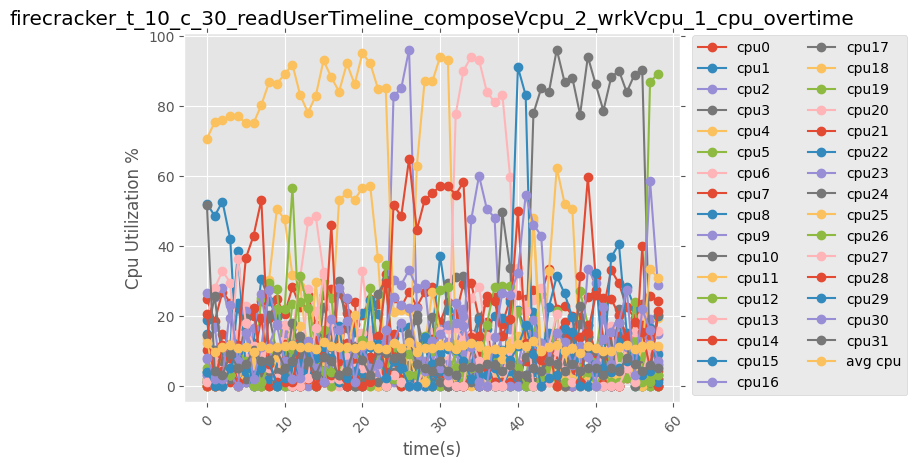 firecracker_t_10_c_30_readUserTimeline_composeVcpu_2_wrkVcpu_1_cpu_overtime
Cpu Utilization %
100
80
60
40
20
0
0
10
20
30
40
50
60
time(s)
cpu0
cpu1
cpu2
cpu3
cpu4
cpu5
cpu6
cpu7
cpu8
cpu9
cpu10
cpu11
cpu12
cpu13
cpu14
cpu15
cpu16
cpu17
cpu18
cpu19
cpu20
cpu21
cpu22
cpu23
cpu24
cpu25
cpu26
cpu27
cpu28
cpu29
cpu30
cpu31
avg cpu